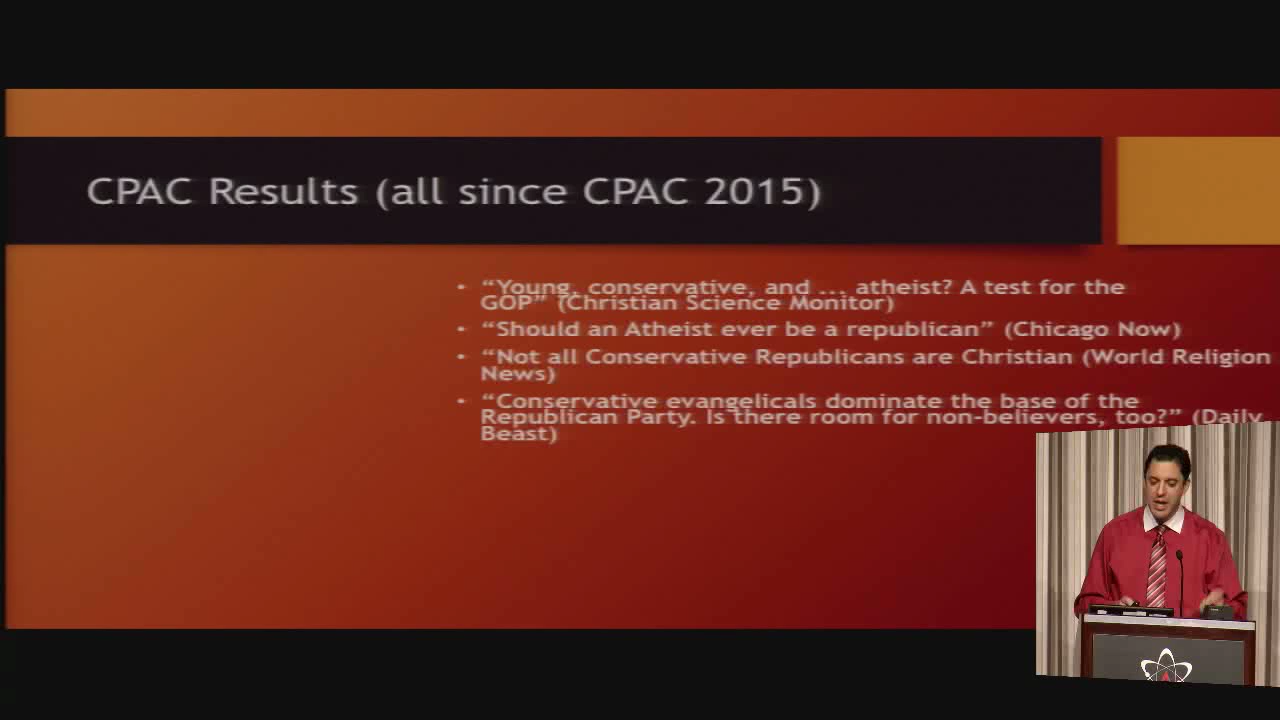 CPAC Results (all since CPAC 2015)
• “Young, conservative, and ... atheist? A test for the
GOP” (Christian Science Monitor)
• “Should an Atheist ever be a republican” (Chicago Now)
• “Not all Conservative Republicans are Christian (World Religion
News)
• “Conservative evangelicals dominate the base of the
Republican Party. Is there room for non-believers, too?” (Daily
Beast)